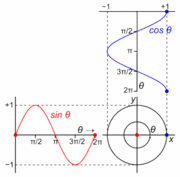 −1 +1
cos θ
π/2
π
3π/2
2π
θ
y
+1
sin θ
θ →
θ
π/2 π 3π/2 2π
x
−1